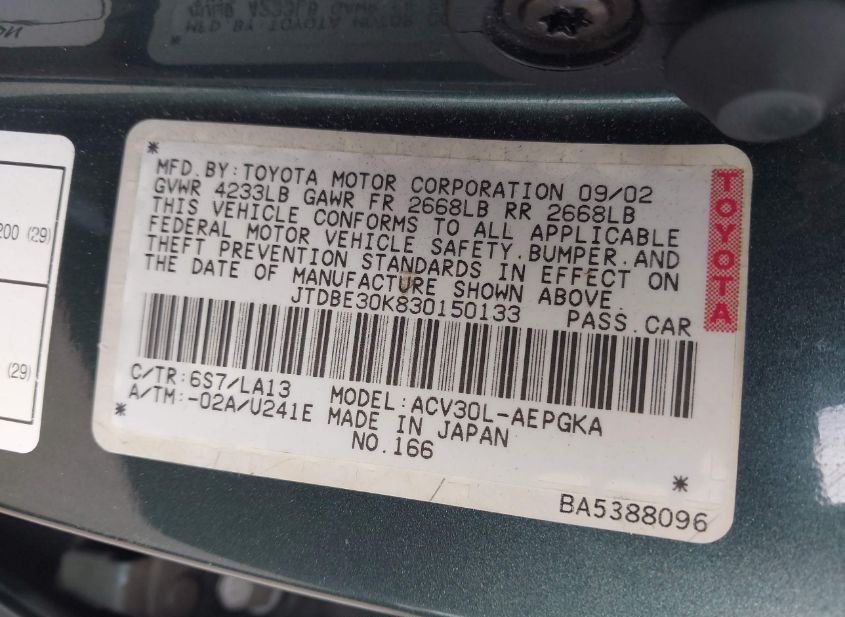 200 (29)
(29)
*
MFD. BY: TOYOTA MOTOR CORPORATION 09/02
GVWR 4233LB GAWR FR 2668LB RR 2668LB
THIS VEHICLE CONFORMS TO ALL APPLICABLE
FEDERAL MOTOR VEHICLE SAFETY. BUMPER. AND
THEFT PREVENTION STANDARDS IN EFFECT ON
THE DATE OF MANUFACTURE SHOWN ABOVE.
JTDBE30K830150133 PASS. CAR
TOYOTA
C/TR: 6S7/LA13 MODEL: ACV30L-AEPGKA
A/TM: -02A/U241E MADE IN JAPAN
*
NO. 166
*
BA5388096